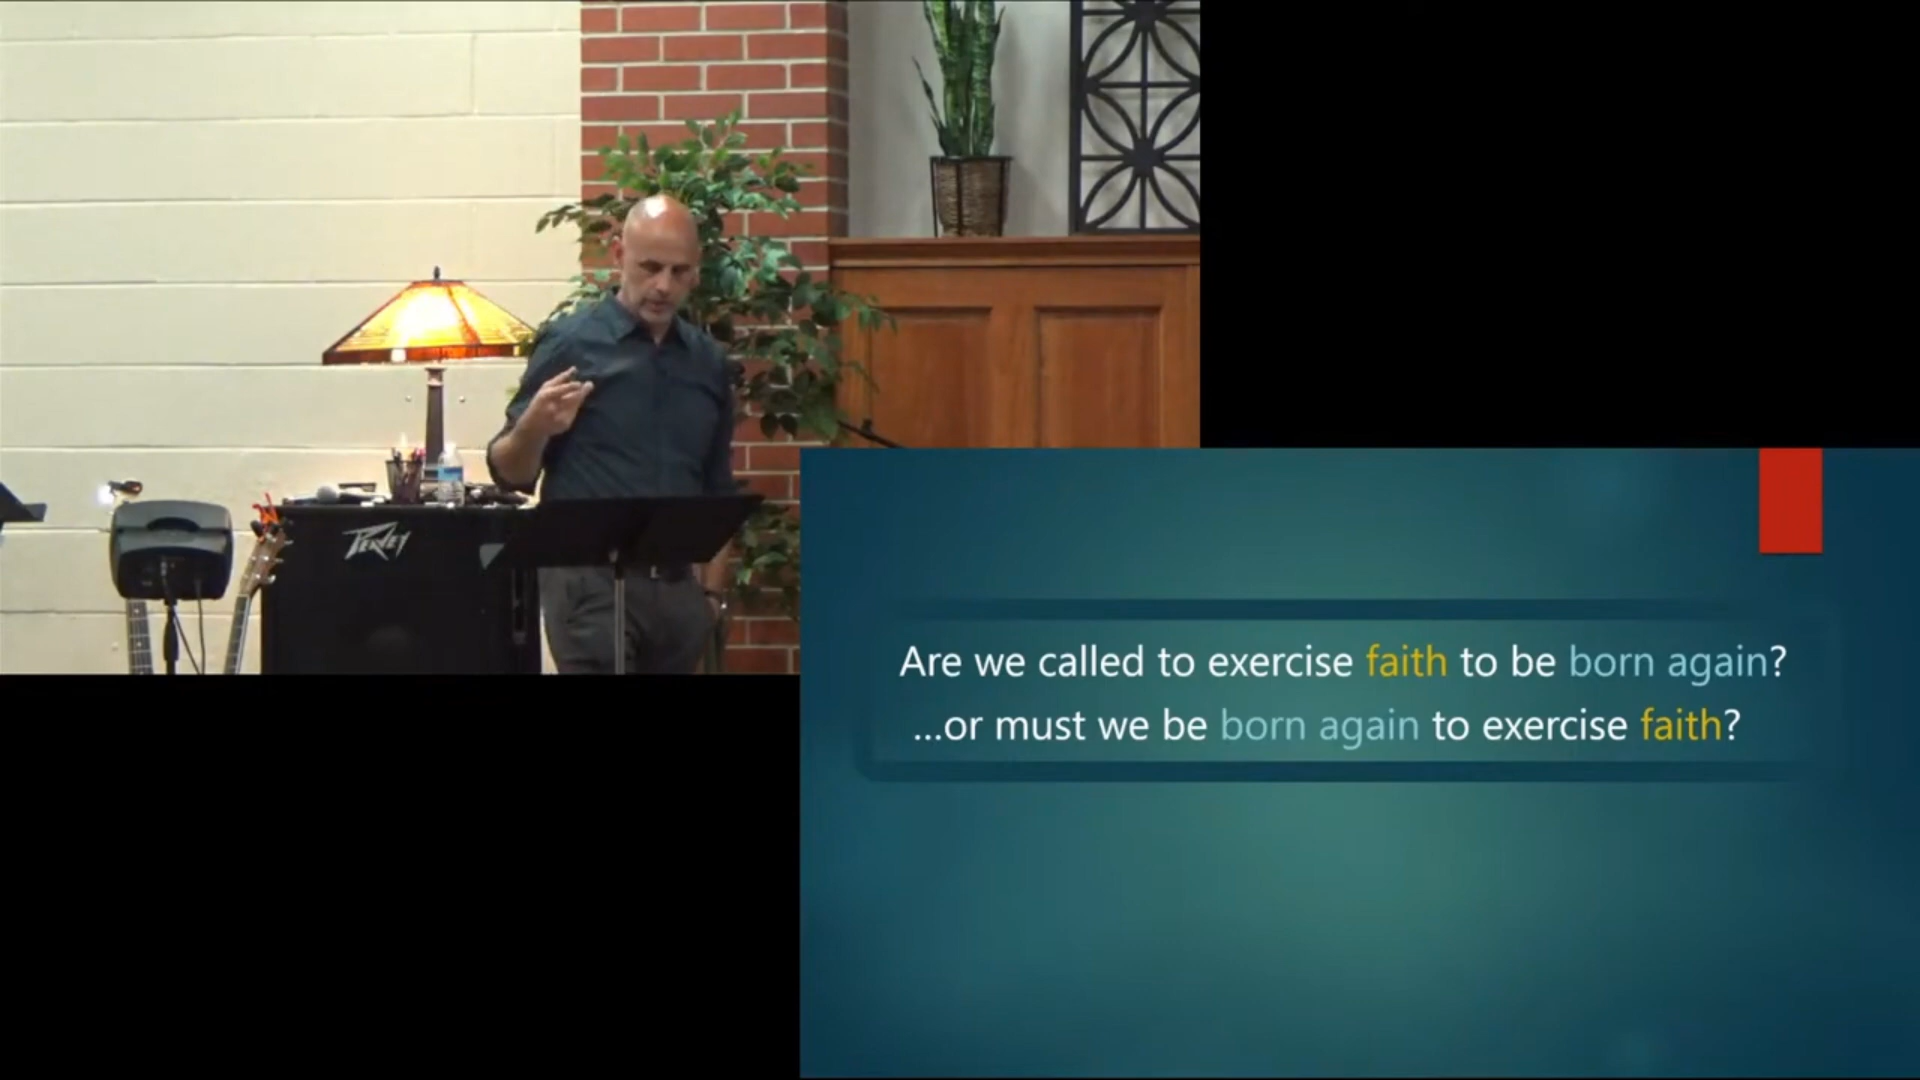 PEAVEY
Are we called to exercise faith to be born again?
...or must we be born again to exercise faith?